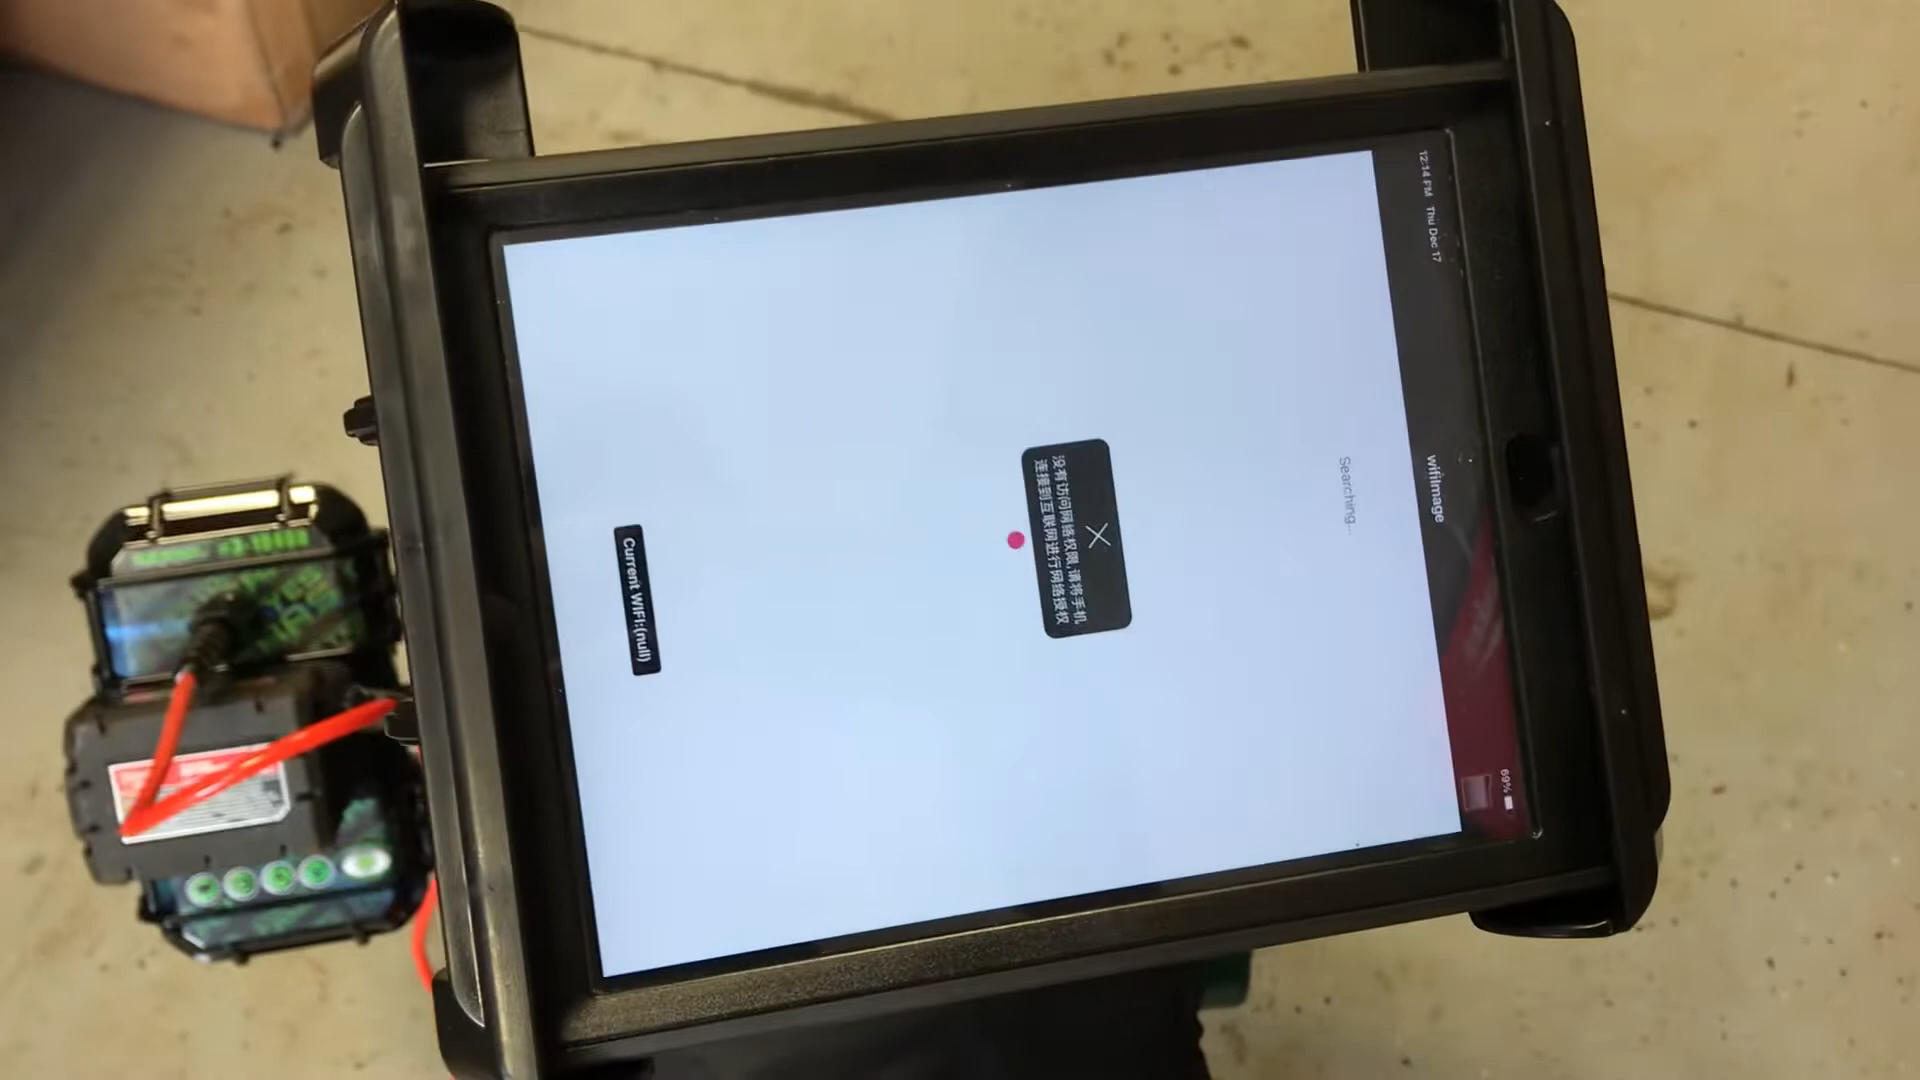 12:14 PM Thu Dec 17
69%
wifiImage
Searching...
没有访问网络权限,请将手机
连接到互联网进行网络授权
Current WIFI:(null)